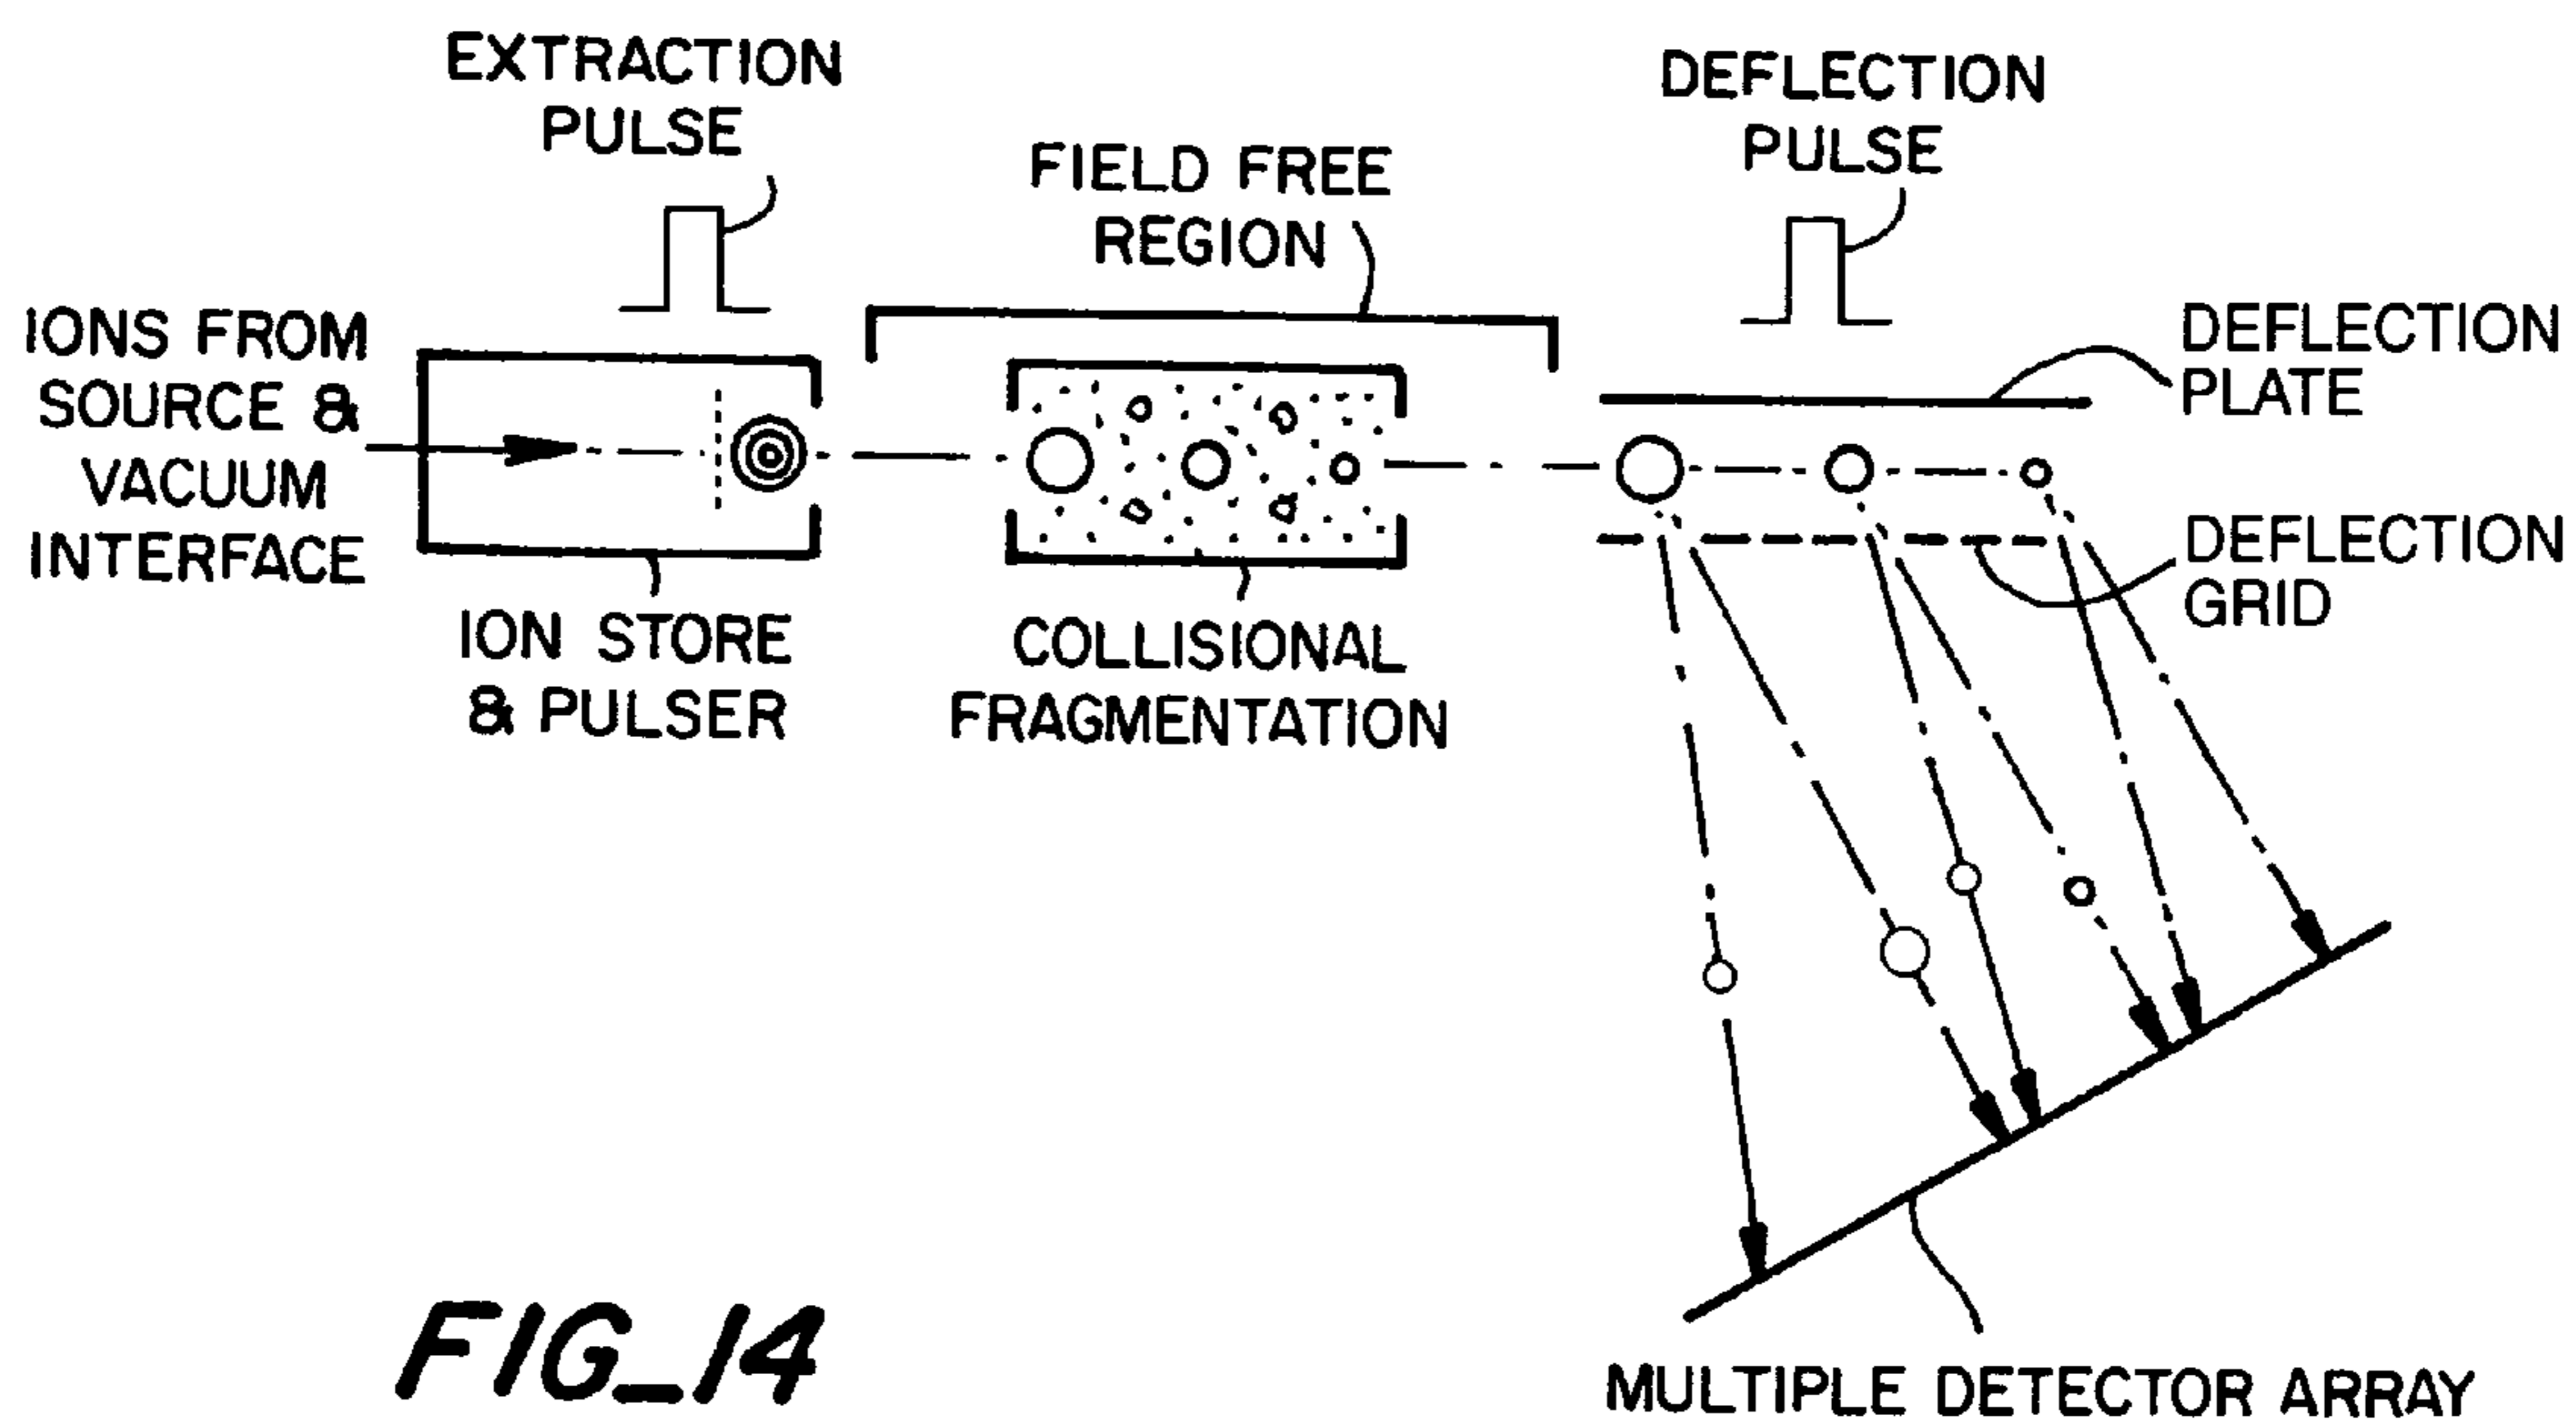 EXTRACTION
PULSE
DEFLECTION
PULSE
FIELD FREE
REGION
IONS FROM
SOURCE &
VACUUM
INTERFACE
DEFLECTION
PLATE
DEFLECTION
GRID
ION STORE
& PULSER
COLLISIONAL
FRAGMENTATION
MULTIPLE DETECTOR ARRAY
FIG_14